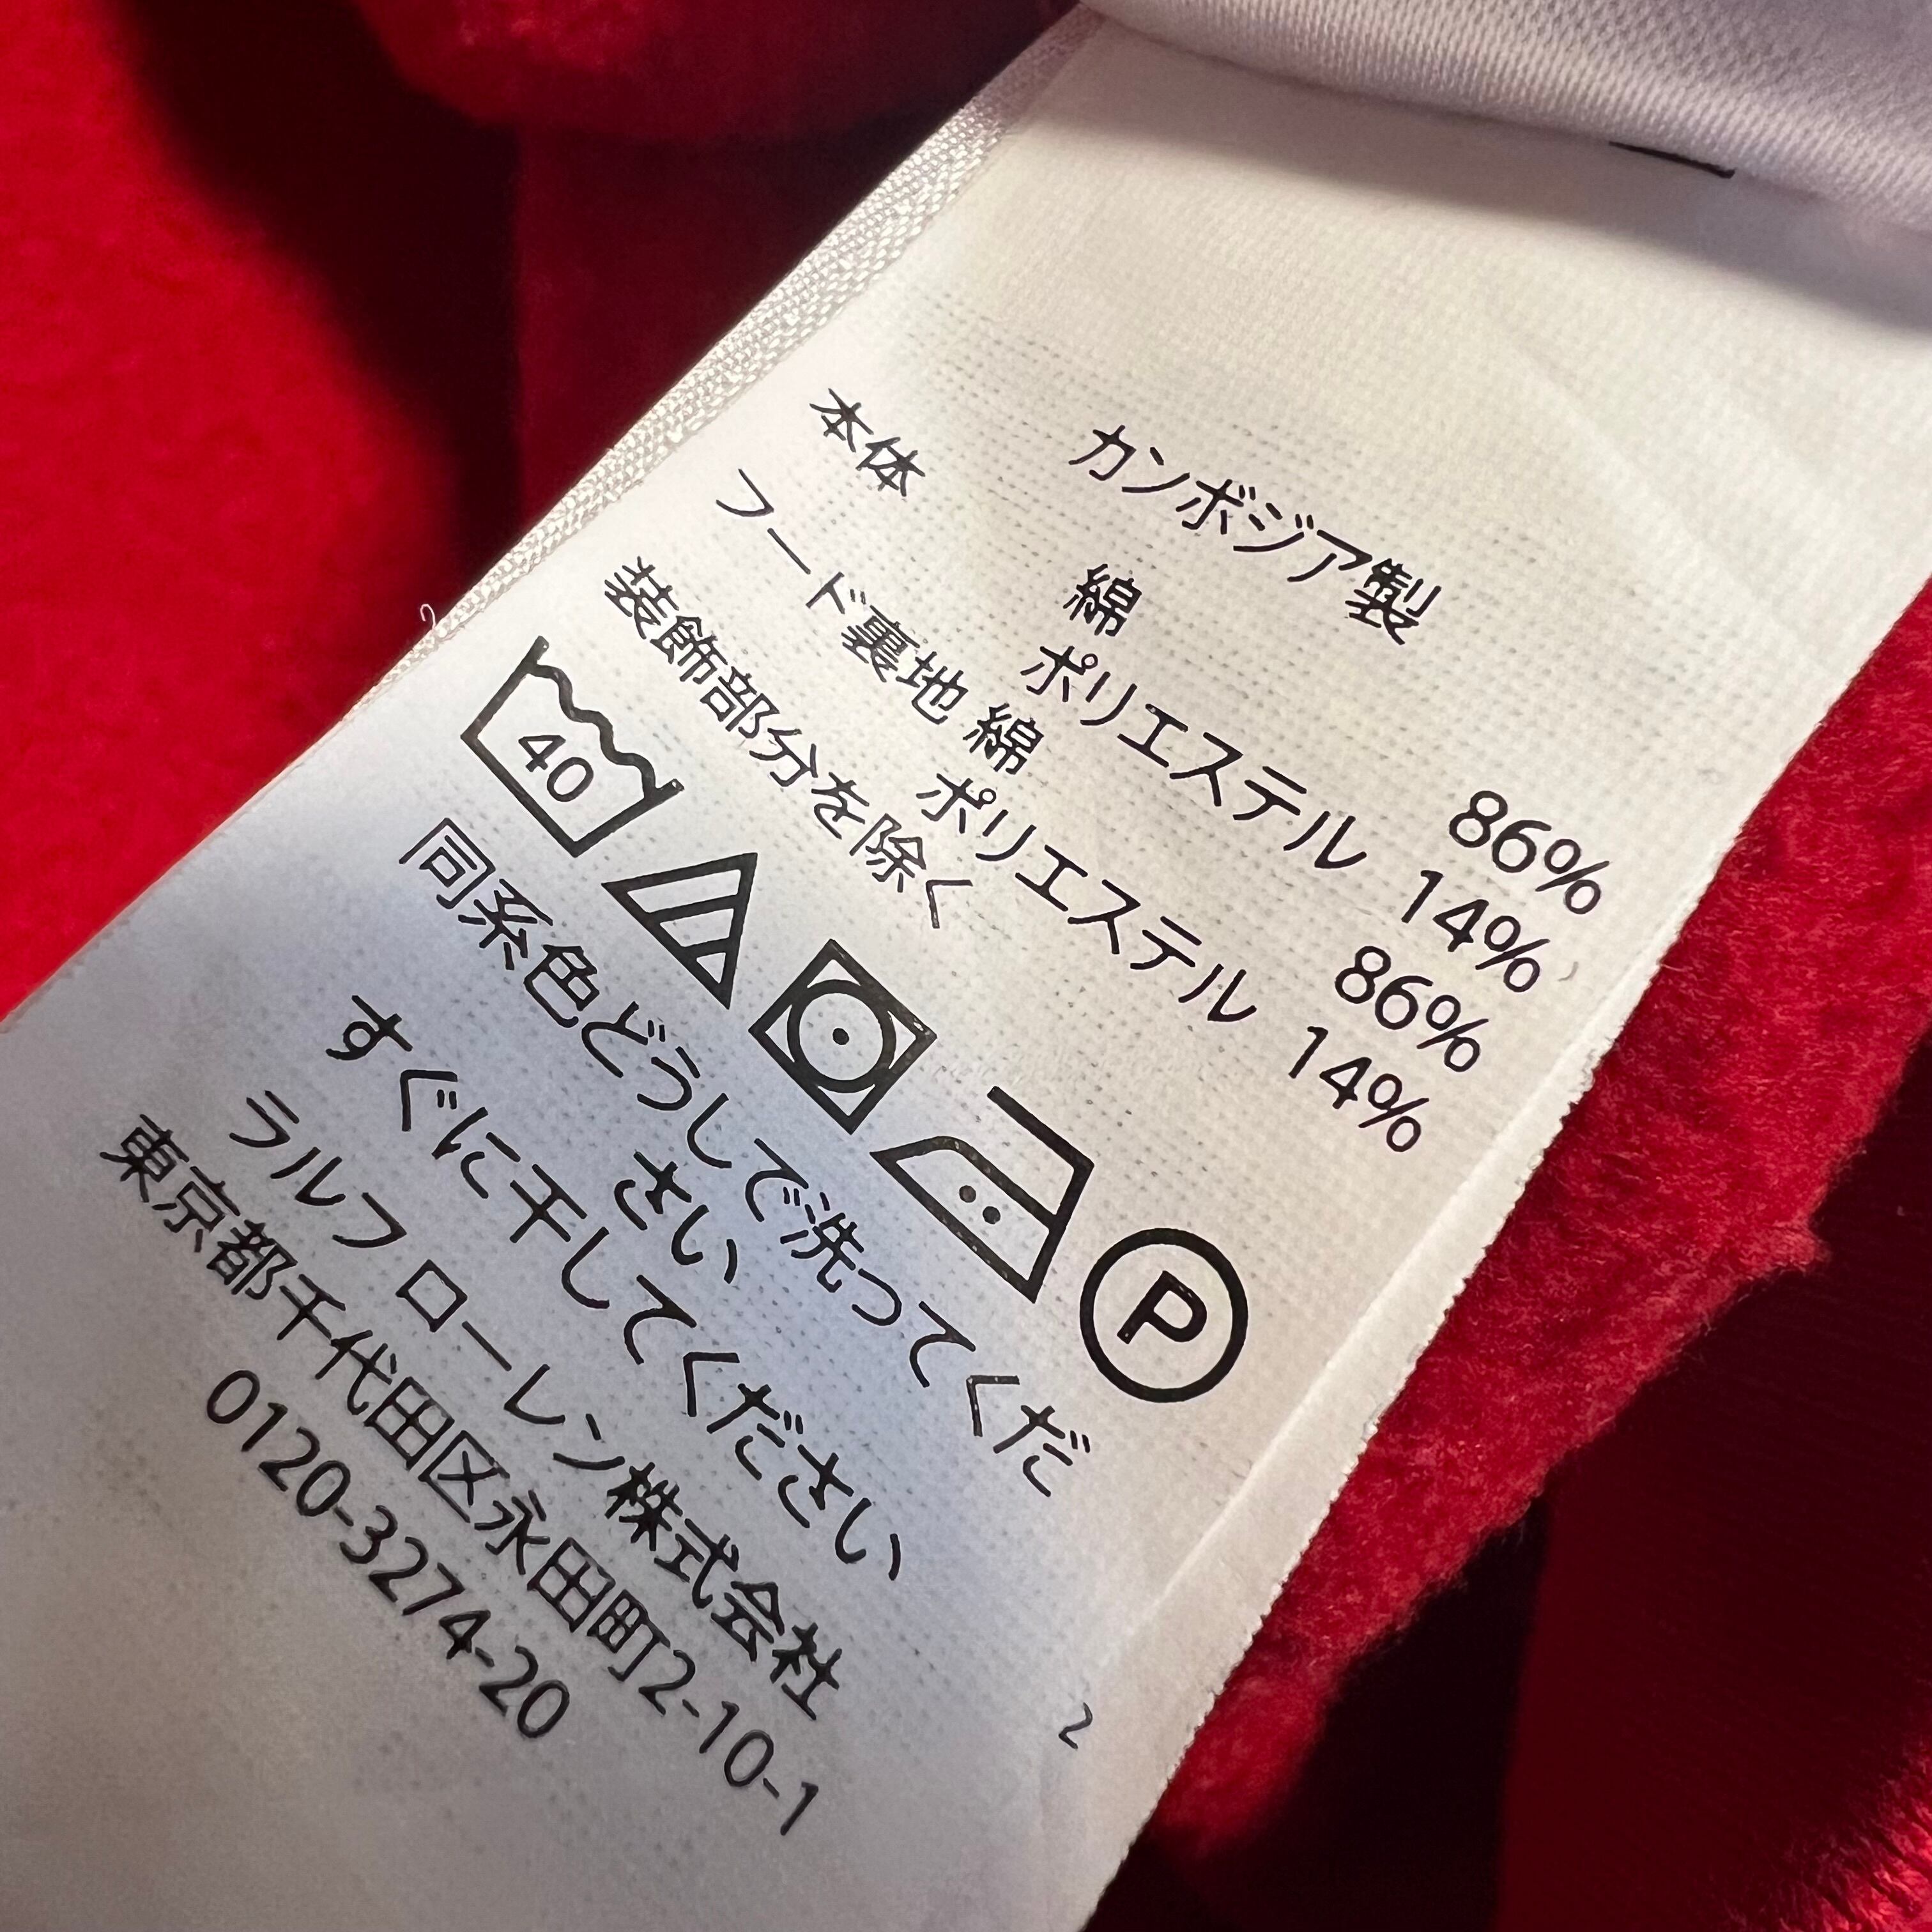 カンボジア製
本体 綿 86%
ポリエステル 14%
フード裏地 綿 86%
ポリエステル 14%
装飾部分を除く
40
P
同系色どうしで洗ってくだ
さい
すぐに干してください
ラルフ ローレン株式会社
東京都千代田区永田町2-10-1
0120-3274-20
2